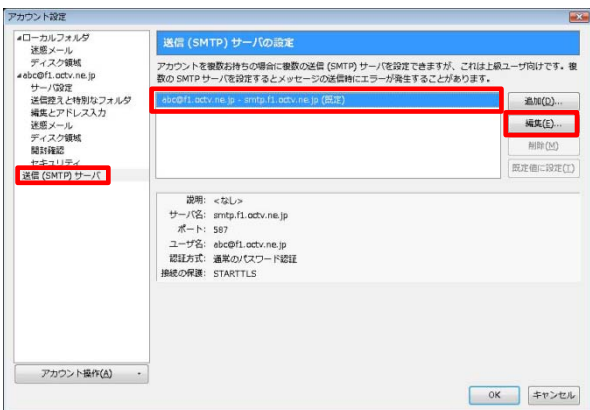 アカウント設定
ローカルフォルダ
迷惑メール
ディスク領域
abc@f1.octv.ne.jp
サーバ設定
送信控えと特別なフォルダ
編集とアドレス入力
迷惑メール
ディスク領域
開封確認
セキュリティ
送信 (SMTP) サーバ
アカウント操作(A)
送信 (SMTP) サーバの設定
アカウントを複数お持ちの場合に複数の送信 (SMTP) サーバを設定できますが、これは上級ユーザ向けです。複
数の SMTP サーバを設定するとメッセージの送信時にエラーが発生することがあります。
abc@f1.octv.ne.jp - smtp.f1.octv.ne.jp (既定)
追加(D)...
編集(E)...
削除(M)
既定値に設定(T)
説明: <なし>
サーバ名: smtp.f1.octv.ne.jp
ポート: 587
ユーザ名: abc@f1.octv.ne.jp
認証方式: 通常のパスワード認証
接続の保護: STARTTLS
OK
キャンセル